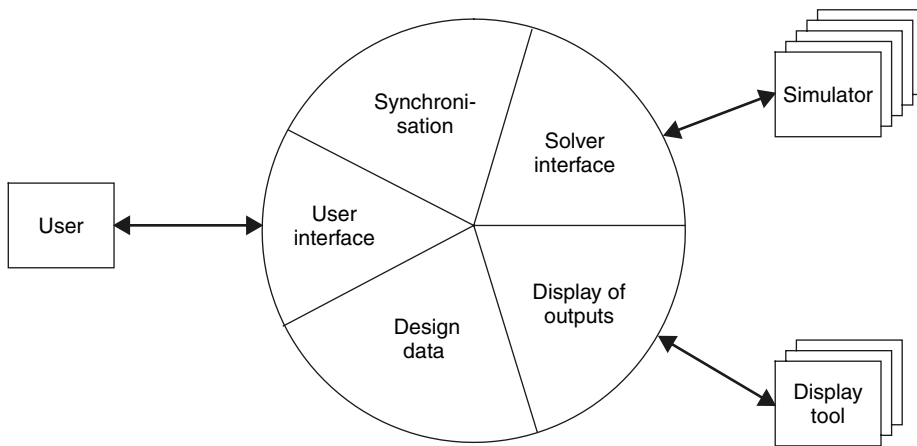 Synchroni-
sation
Solver
interface
Simulator
User
User
interface
Design
data
Display of
outputs
Display
tool